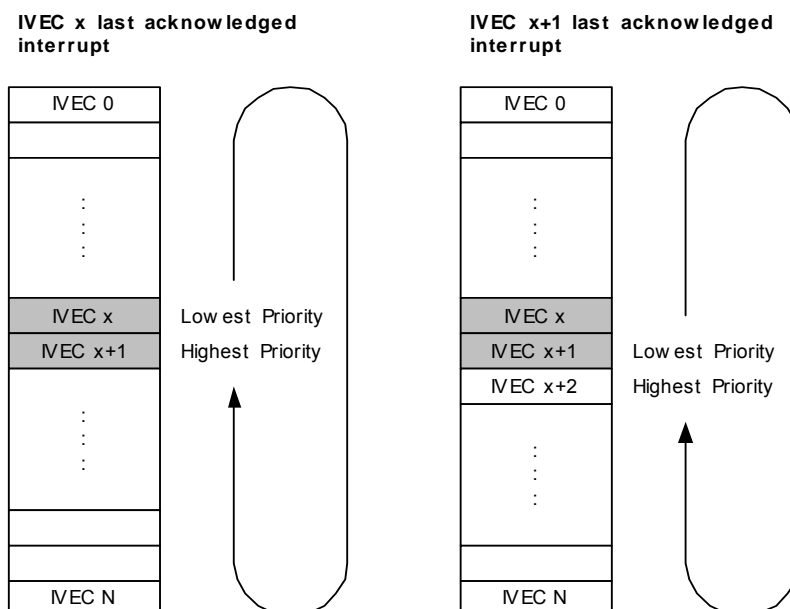 IVEC x last acknowledged
interrupt
IVEC 0
:
:
:
IVEC x
Lowest Priority
IVEC x+1
Highest Priority
:
:
:
IVEC N
IVEC x+1 last acknowledged
interrupt
IVEC 0
:
:
:
IVEC x
IVEC x+1
Lowest Priority
IVEC x+2
Highest Priority
:
:
:
IVEC N